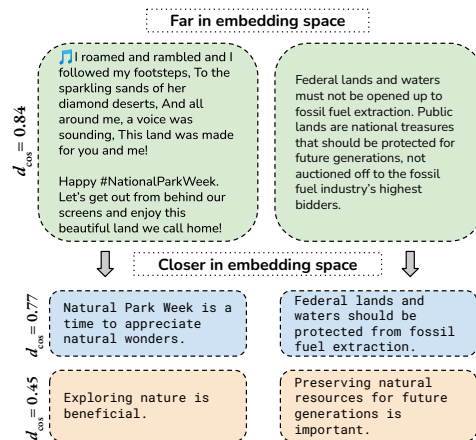 Far in embedding space
d_cos = 0.84
🎵I roamed and rambled and I
followed my footsteps, To the
sparkling sands of her
diamond deserts, And all
around me, a voice was
sounding, This land was made
for you and me!
Happy #NationalParkWeek.
Let's get out from behind our
screens and enjoy this
beautiful land we call home!
Federal lands and waters
must not be opened up to
fossil fuel extraction. Public
lands are national treasures
that should be protected for
future generations, not
auctioned off to the fossil
fuel industry's highest
bidders.
Closer in embedding space
d_cos = 0.77
Natural Park Week is a
time to appreciate
natural wonders.
Federal lands and
waters should be
protected from fossil
fuel extraction.
d_cos = 0.45
Exploring nature is
beneficial.
Preserving natural
resources for future
generations is
important.